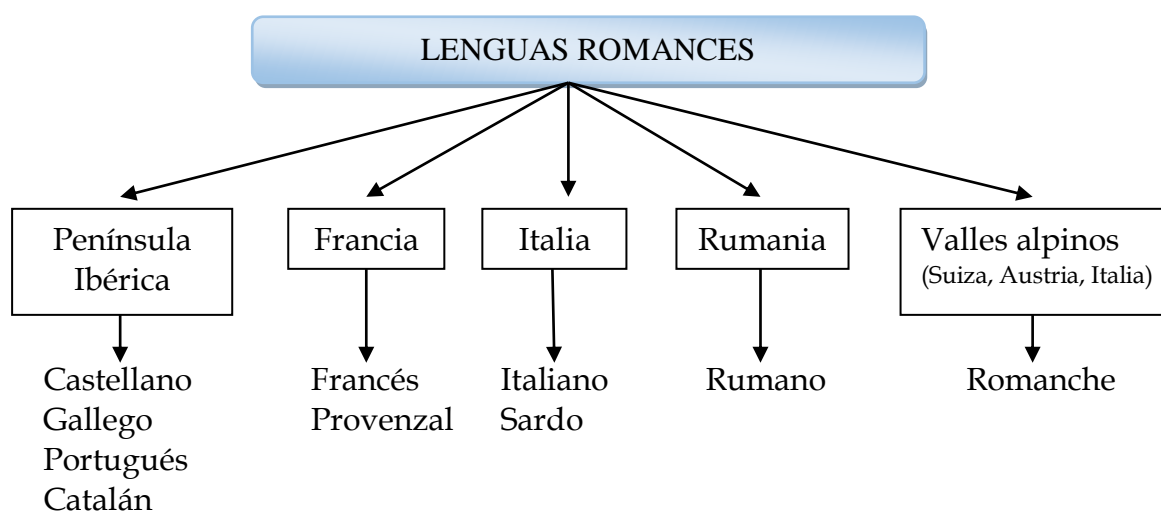 LENGUAS ROMANCES
Península
Ibérica
Francia
Italia
Rumania
Valles alpinos
(Suiza, Austria, Italia)
Castellano
Gallego
Portugués
Catalán
Francés
Provenzal
Italiano
Sardo
Rumano
Romanche